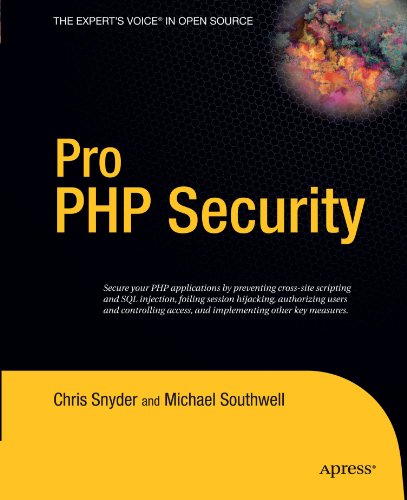 THE EXPERT'S VOICE® IN OPEN SOURCE
Pro
PHP Security
Secure your PHP applications by preventing cross-site scripting
and SQL injection, foiling session hijacking, authorizing users
and controlling access, and implementing other key measures.
Chris Snyder and Michael Southwell
Apress®